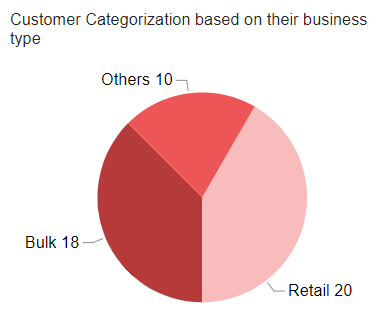 Customer Categorization based on their business
type
Others 10
Bulk 18
Retail 20